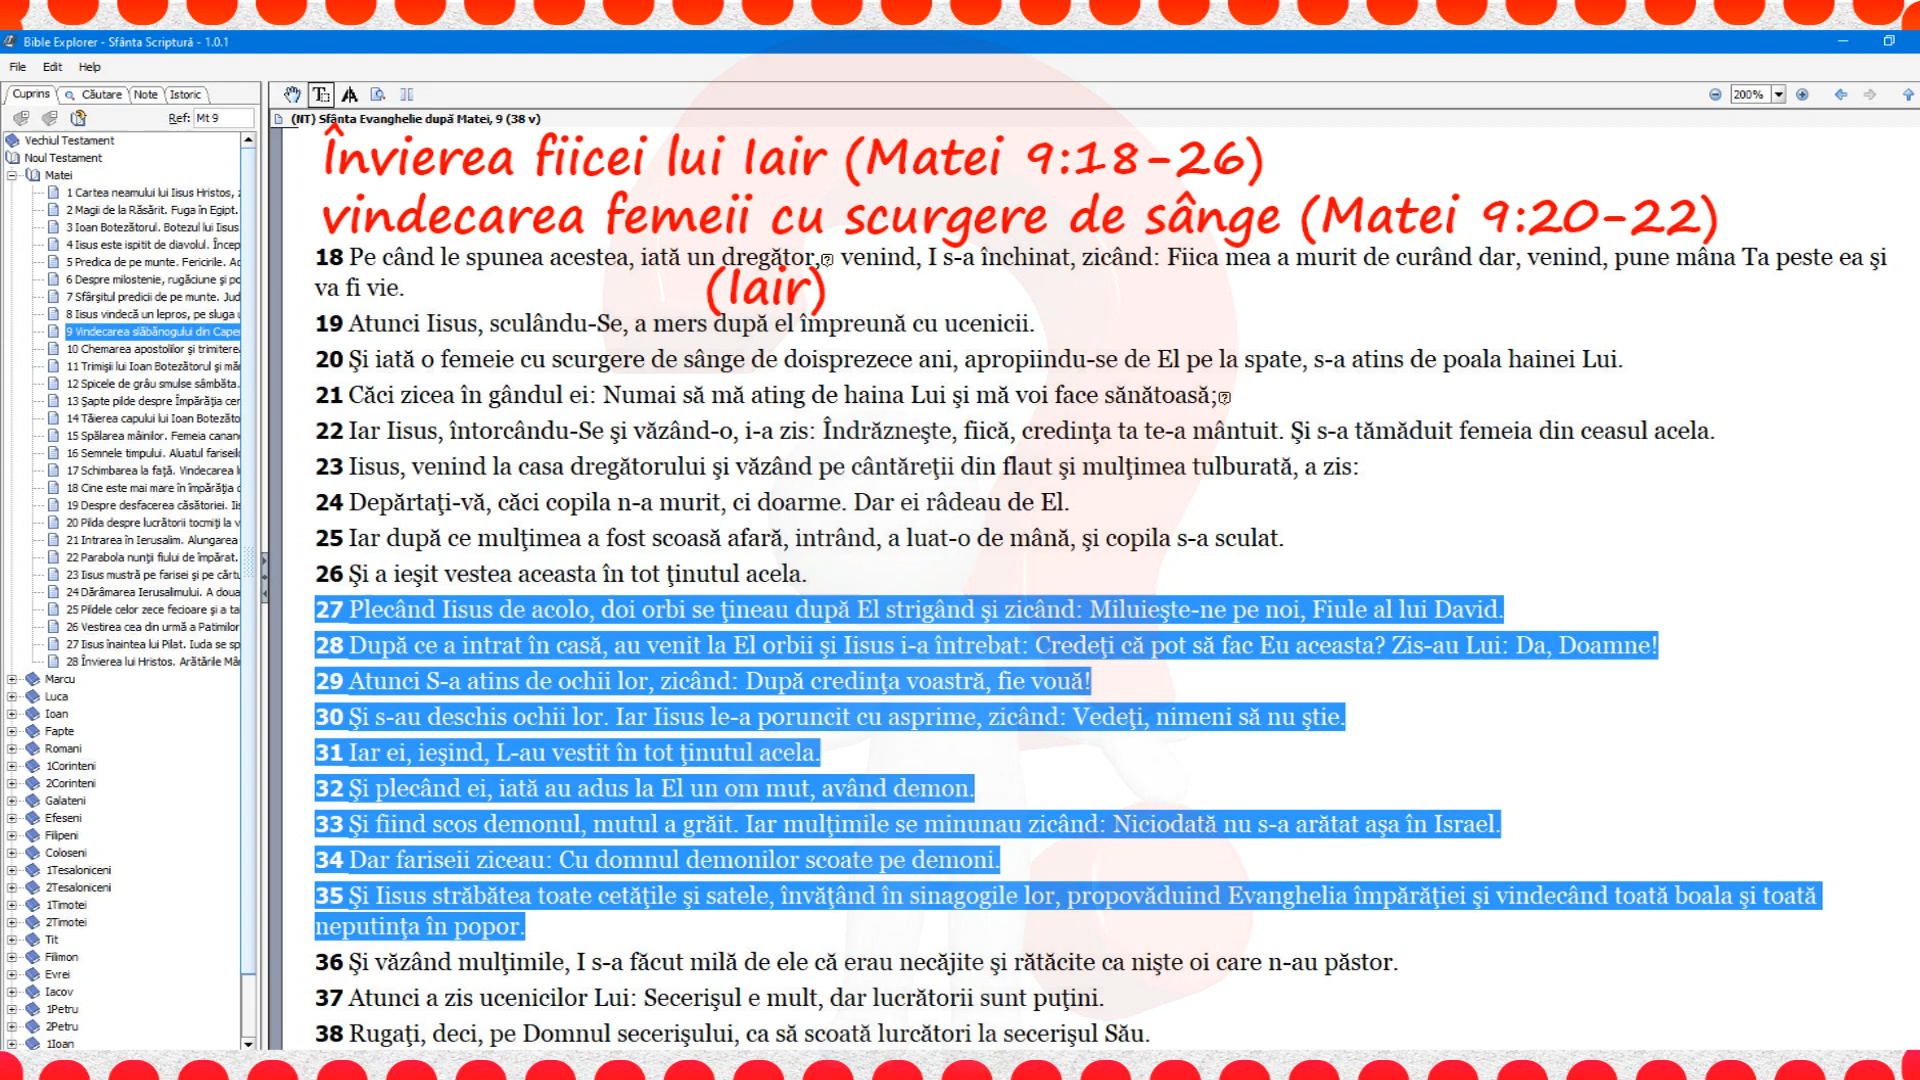 Bible Explorer - Sfânta Scriptură - 1.0.1
File Edit Help
Cuprins Căutare Note Istoric
200%
Ref: Mt 9
(NT) Sfânta Evanghelie după Matei, 9 (38 v)
Vechiul Testament
Noul Testament
Matei
1 Cartea neamului lui Iisus Hristos,
2 Magii de la Răsărit. Fuga în Egipt.
3 Ioan Botezătorul. Botezul lui Iisus
4 Iisus este ispitit de diavolul. Încep
5 Predica de pe munte. Fericirile. Ac
6 Despre milostenie, rugăciune şi po
7 Sfârşitul predicii de pe munte. Jud
8 Iisus vindecă un lepros, pe sluga
9 Vindecarea slăbănogului din Cape
10 Chemarea apostolilor şi trimitere
11 Trimişii lui Ioan Botezătorul şi mă
12 Spicele de grâu smulse sâmbăta.
13 Şapte pilde despre Împărăţia cer
14 Tăierea capului lui Ioan Botezăto
15 Spălarea mâinilor. Femeia canan
16 Semnele timpului. Aluatul fariseil
17 Schimbarea la faţă. Vindecarea
18 Cine este mai mare în împărăţia
19 Despre desfacerea căsătoriei. Ii
20 Pilda despre lucrătorii tocmiţi la v
21 Intrarea în Ierusalim. Alungarea
22 Parabola nunţii fiului de împărat.
23 Iisus mustră pe farisei şi pe cărtu
24 Dărâmarea Ierusalimului. A doua
25 Pildele celor zece fecioare şi a ta
26 Vestirea cea din urmă a Patimilor
27 Iisus înaintea lui Pilat. Iuda se sp
28 Învierea lui Hristos. Arătările Mân
Marcu
Luca
Ioan
Fapte
Romani
1Corinteni
2Corinteni
Galateni
Efeseni
Filipeni
Coloseni
1Tesaloniceni
2Tesaloniceni
1Timotei
2Timotei
Tit
Filimon
Evrei
Iacov
1Petru
2Petru
1Ioan
Învierea fiicei lui Iair (Matei 9:18-26)
vindecarea femeii cu scurgere de sânge (Matei 9:20-22)
18 Pe când le spunea acestea, iată un dregător, venind, I s-a închinat, zicând: Fiica mea a murit de curând dar, venind, pune mâna Ta peste ea şi
va fi vie.
(Iair)
19 Atunci Iisus, sculându-Se, a mers după el împreună cu ucenicii.
20 Şi iată o femeie cu scurgere de sânge de doisprezece ani, apropiindu-se de El pe la spate, s-a atins de poala hainei Lui.
21 Căci zicea în gândul ei: Numai să mă ating de haina Lui şi mă voi face sănătoasă;
22 Iar Iisus, întorcându-Se şi văzând-o, i-a zis: Îndrăzneşte, fiică, credinţa ta te-a mântuit. Şi s-a tămăduit femeia din ceasul acela.
23 Iisus, venind la casa dregătorului şi văzând pe cântăreţii din flaut şi mulţimea tulburată, a zis:
24 Depărtaţi-vă, căci copila n-a murit, ci doarme. Dar ei râdeau de El.
25 Iar după ce mulţimea a fost scoasă afară, intrând, a luat-o de mână, şi copila s-a sculat.
26 Şi a ieşit vestea aceasta în tot ţinutul acela.
27 Plecând Iisus de acolo, doi orbi se ţineau după El strigând şi zicând: Miluieşte-ne pe noi, Fiule al lui David.
28 După ce a intrat în casă, au venit la El orbii şi Iisus i-a întrebat: Credeţi că pot să fac Eu aceasta? Zis-au Lui: Da, Doamne!
29 Atunci S-a atins de ochii lor, zicând: După credinţa voastră, fie vouă!
30 Şi s-au deschis ochii lor. Iar Iisus le-a poruncit cu asprime, zicând: Vedeţi, nimeni să nu ştie.
31 Iar ei, ieşind, L-au vestit în tot ţinutul acela.
32 Şi plecând ei, iată au adus la El un om mut, având demon.
33 Şi fiind scos demonul, mutul a grăit. Iar mulţimile se minunau zicând: Niciodată nu s-a arătat aşa în Israel.
34 Dar fariseii ziceau: Cu domnul demonilor scoate pe demoni.
35 Şi Iisus străbătea toate cetăţile şi satele, învăţând în sinagogile lor, propovăduind Evanghelia împărăţiei şi vindecând toată boala şi toată
neputinţa în popor.
36 Şi văzând mulţimile, I s-a făcut milă de ele că erau necăjite şi rătăcite ca nişte oi care n-au păstor.
37 Atunci a zis ucenicilor Lui: Secerişul e mult, dar lucrătorii sunt puţini.
38 Rugaţi, deci, pe Domnul secerişului, ca să scoată lurcători la secerişul Său.